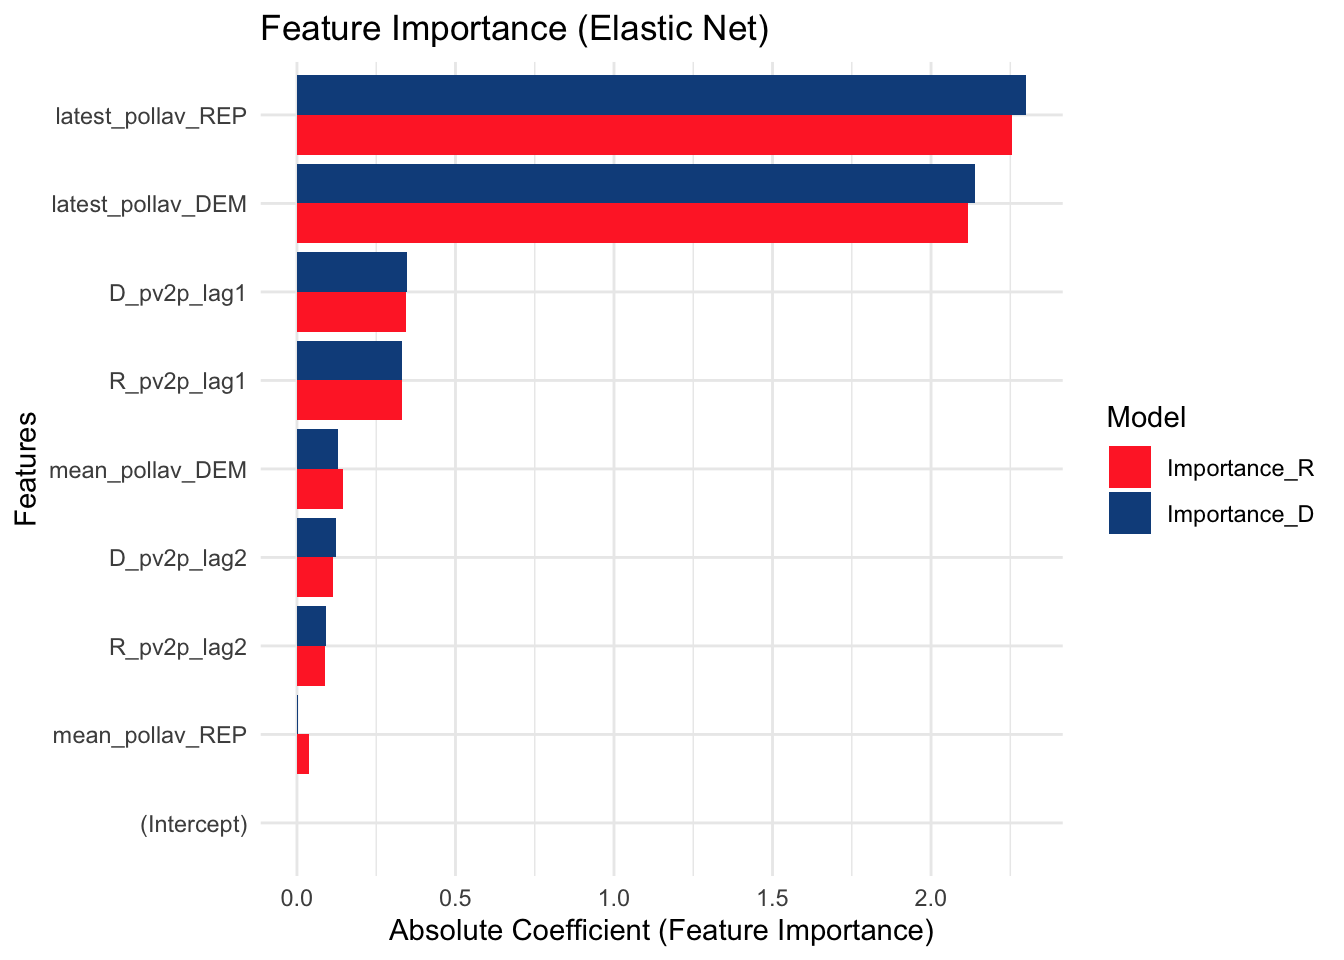 Feature Importance (Elastic Net)
latest_pollav_REP
latest_pollav_DEM
D_pv2p_lag1
R_pv2p_lag1
mean_pollav_DEM
D_pv2p_lag2
R_pv2p_lag2
mean_pollav_REP
(Intercept)
Features
0.0 0.5 1.0 1.5 2.0
Absolute Coefficient (Feature Importance)
Model
Importance_R
Importance_D